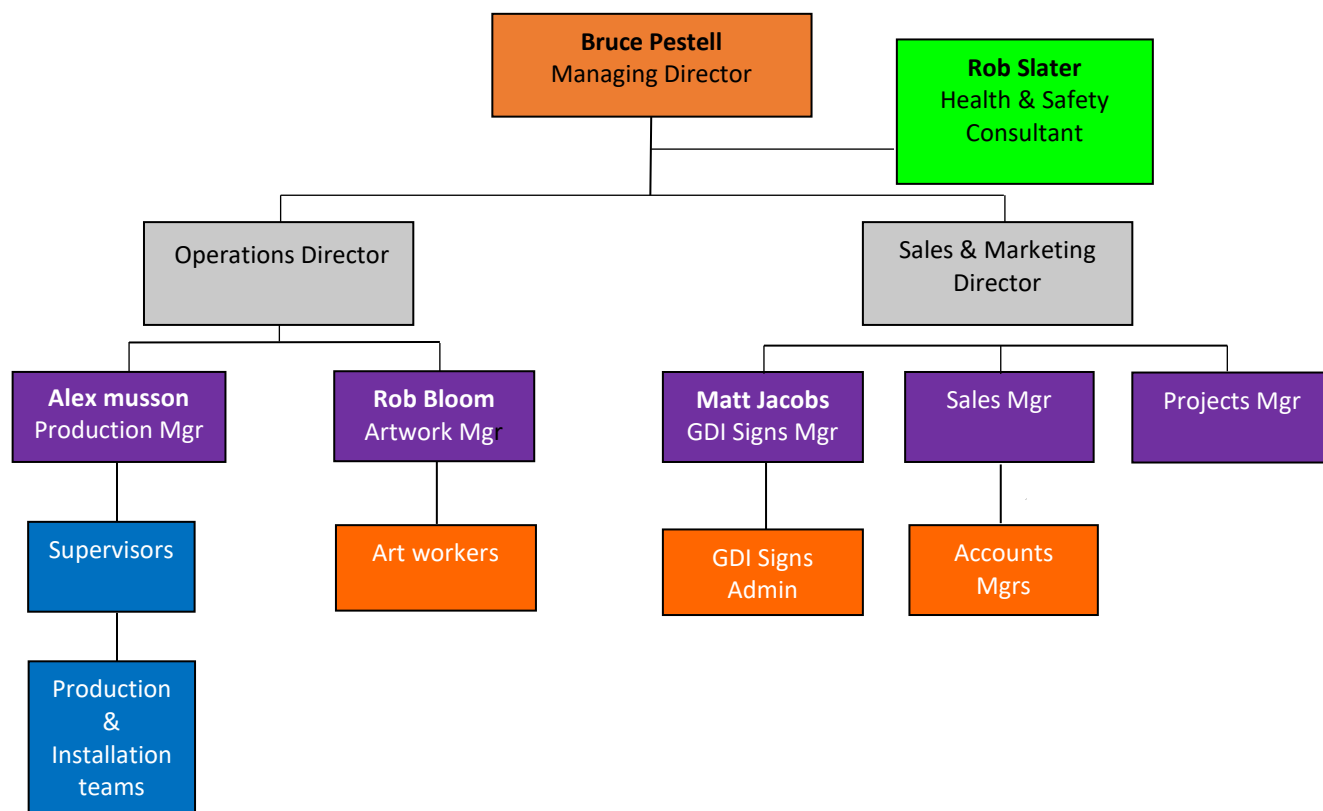 Bruce Pestell
Managing Director
Rob Slater
Health & Safety
Consultant
Operations Director
Sales & Marketing
Director
Alex musson
Production Mgr
Rob Bloom
Artwork Mgr
Matt Jacobs
GDI Signs Mgr
Sales Mgr
Projects Mgr
Supervisors
Art workers
GDI Signs
Admin
Accounts
Mgrs
Production
&
Installation
teams